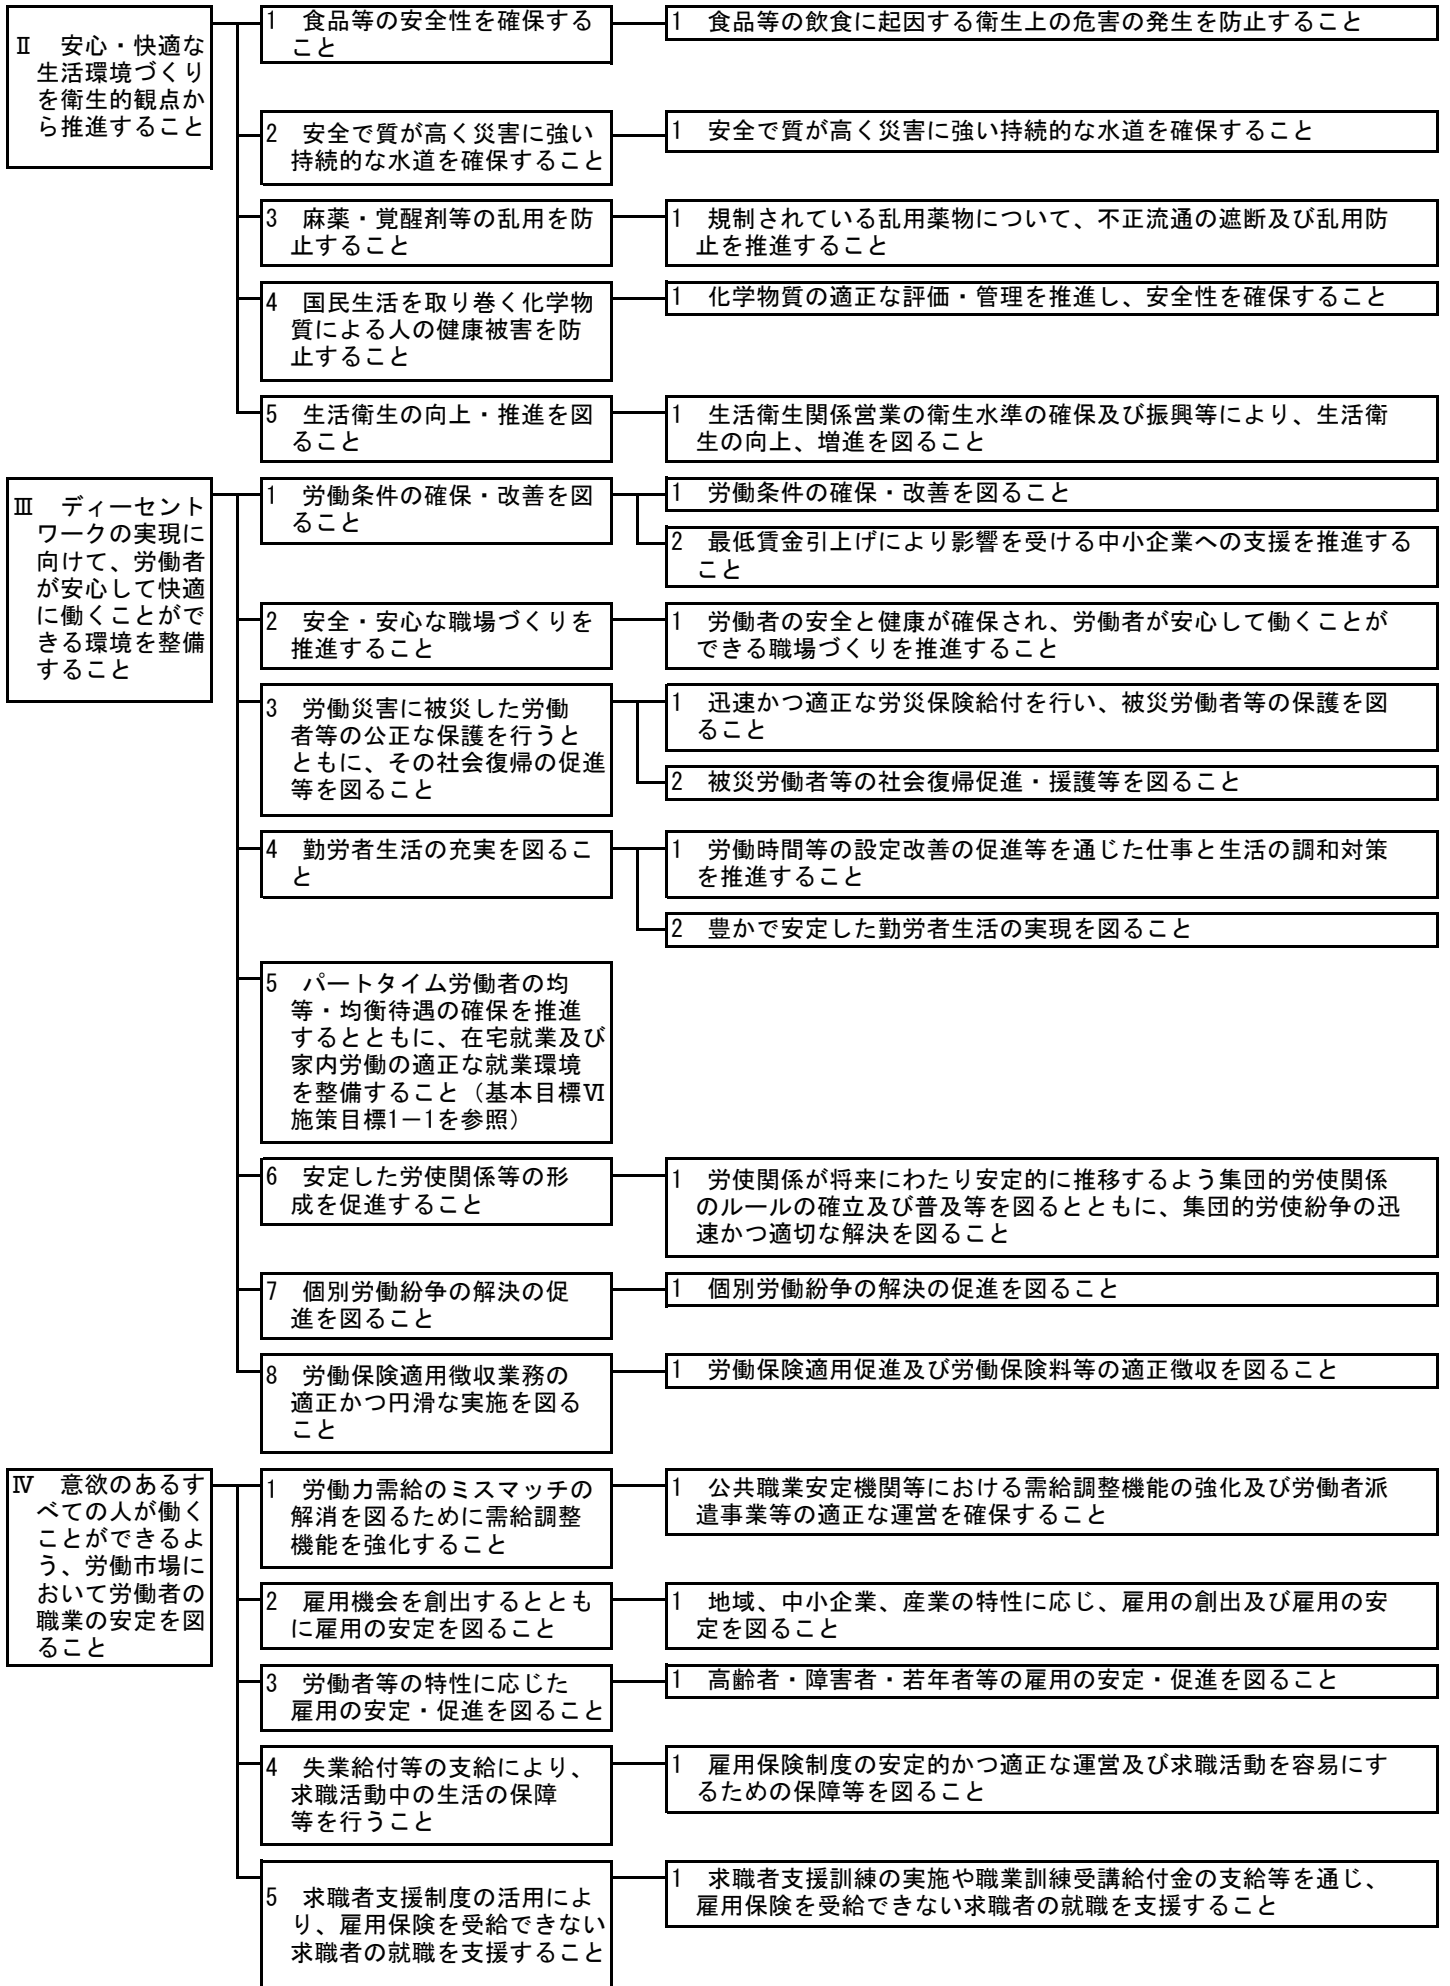 Ⅱ　安心・快適な
生活環境づくり
を衛生的観点か
ら推進すること
1　食品等の安全性を確保する
こと
1　食品等の飲食に起因する衛生上の危害の発生を防止すること
2　安全で質が高く災害に強い
持続的な水道を確保すること
1　安全で質が高く災害に強い持続的な水道を確保すること
3　麻薬・覚醒剤等の乱用を防
止すること
1　規制されている乱用薬物について、不正流通の遮断及び乱用防
止を推進すること
4　国民生活を取り巻く化学物
質による人の健康被害を防
止すること
1　化学物質の適正な評価・管理を推進し、安全性を確保すること
5　生活衛生の向上・推進を図
ること
1　生活衛生関係営業の衛生水準の確保及び振興等により、生活衛
生の向上、増進を図ること
Ⅲ　ディーセント
ワークの実現に
向けて、労働者
が安心して快適
に働くことがで
きる環境を整備
すること
1　労働条件の確保・改善を図
ること
1　労働条件の確保・改善を図ること
2　最低賃金引上げにより影響を受ける中小企業への支援を推進する
こと
2　安全・安心な職場づくりを
推進すること
1　労働者の安全と健康が確保され、労働者が安心して働くことが
できる職場づくりを推進すること
3　労働災害に被災した労働
者等の公正な保護を行うと
ともに、その社会復帰の促進
等を図ること
1　迅速かつ適正な労災保険給付を行い、被災労働者等の保護を図
ること
2　被災労働者等の社会復帰促進・援護等を図ること
4　勤労者生活の充実を図るこ
と
1　労働時間等の設定改善の促進等を通じた仕事と生活の調和対策
を推進すること
2　豊かで安定した勤労者生活の実現を図ること
5　パートタイム労働者の均
等・均衡待遇の確保を推進
するとともに、在宅就業及び
家内労働の適正な就業環境
を整備すること（基本目標Ⅵ
施策目標1－1を参照）
6　安定した労使関係等の形
成を促進すること
1　労使関係が将来にわたり安定的に推移するよう集団的労使関係
のルールの確立及び普及等を図るとともに、集団的労使紛争の迅
速かつ適切な解決を図ること
7　個別労働紛争の解決の促
進を図ること
1　個別労働紛争の解決の促進を図ること
8　労働保険適用徴収業務の
適正かつ円滑な実施を図る
こと
1　労働保険適用促進及び労働保険料等の適正徴収を図ること
Ⅳ　意欲のあるす
べての人が働く
ことができるよ
う、労働市場に
おいて労働者の
職業の安定を図
ること
1　労働力需給のミスマッチの
解消を図るために需給調整
機能を強化すること
1　公共職業安定機関等における需給調整機能の強化及び労働者派
遣事業等の適正な運営を確保すること
2　雇用機会を創出するととも
に雇用の安定を図ること
1　地域、中小企業、産業の特性に応じ、雇用の創出及び雇用の安
定を図ること
3　労働者等の特性に応じた
雇用の安定・促進を図ること
1　高齢者・障害者・若年者等の雇用の安定・促進を図ること
4　失業給付等の支給により、
求職活動中の生活の保障
等を行うこと
1　雇用保険制度の安定的かつ適正な運営及び求職活動を容易にす
るための保障等を図ること
5　求職者支援制度の活用によ
り、雇用保険を受給できない
求職者の就職を支援すること
1　求職者支援訓練の実施や職業訓練受講給付金の支給等を通じ、
雇用保険を受給できない求職者の就職を支援すること